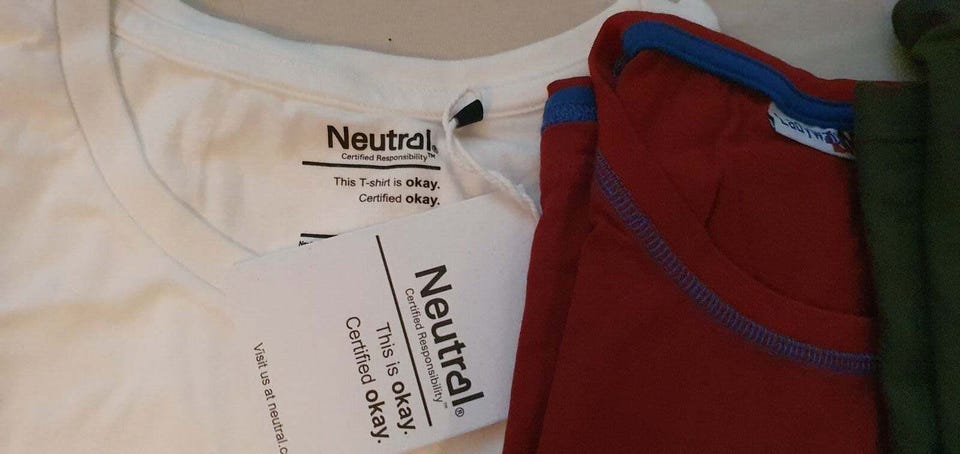 Neutral®
Certified Responsibility™
This T-shirt is okay.
Certified okay.
Neutral®
Certified Responsibility™
This is okay.
Certified okay.
Visit us at neutral.c